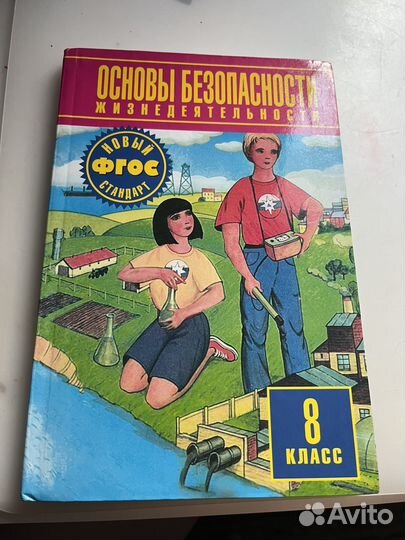 ОСНОВЫ БЕЗОПАСНОСТИ
ЖИЗНЕДЕЯТЕЛЬНОСТИ
НОВЫЙ
ФГОС
СТАНДАРТ
8
КЛАСС
Avito